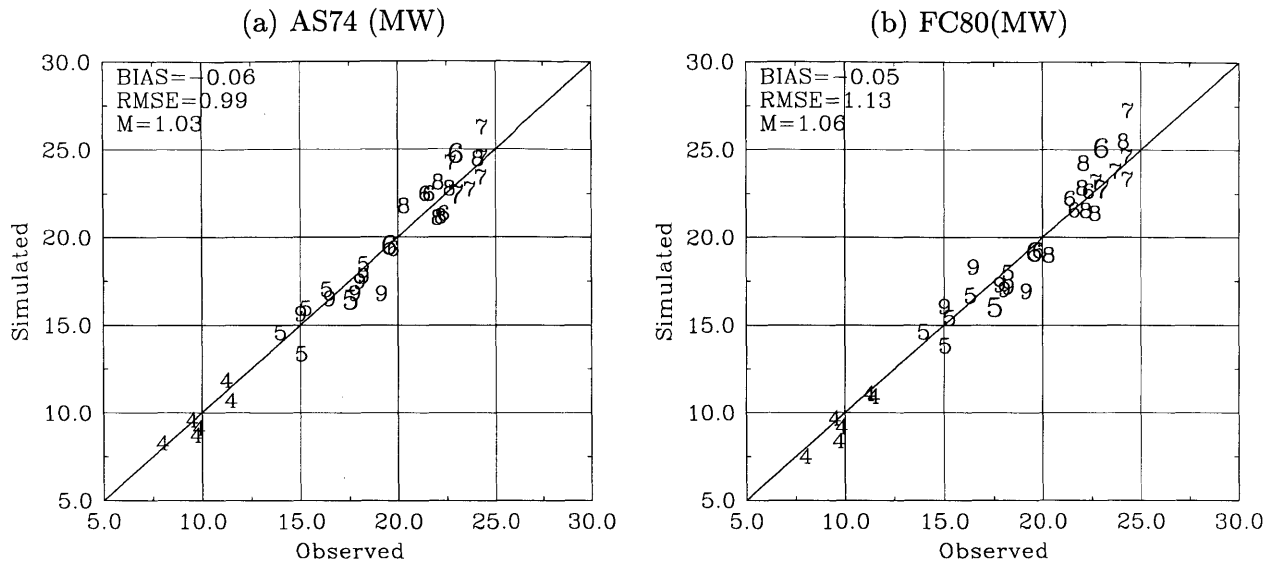 (a) AS74 (MW)
BIAS=-0.06
RMSE=0.99
M=1.03
30.0
25.0
20.0
15.0
10.0
5.0
Simulated
5.0 10.0 15.0 20.0 25.0 30.0
Observed
(b) FC80(MW)
BIAS=-0.05
RMSE=1.13
M=1.06
30.0
25.0
20.0
15.0
10.0
5.0
Simulated
5.0 10.0 15.0 20.0 25.0 30.0
Observed